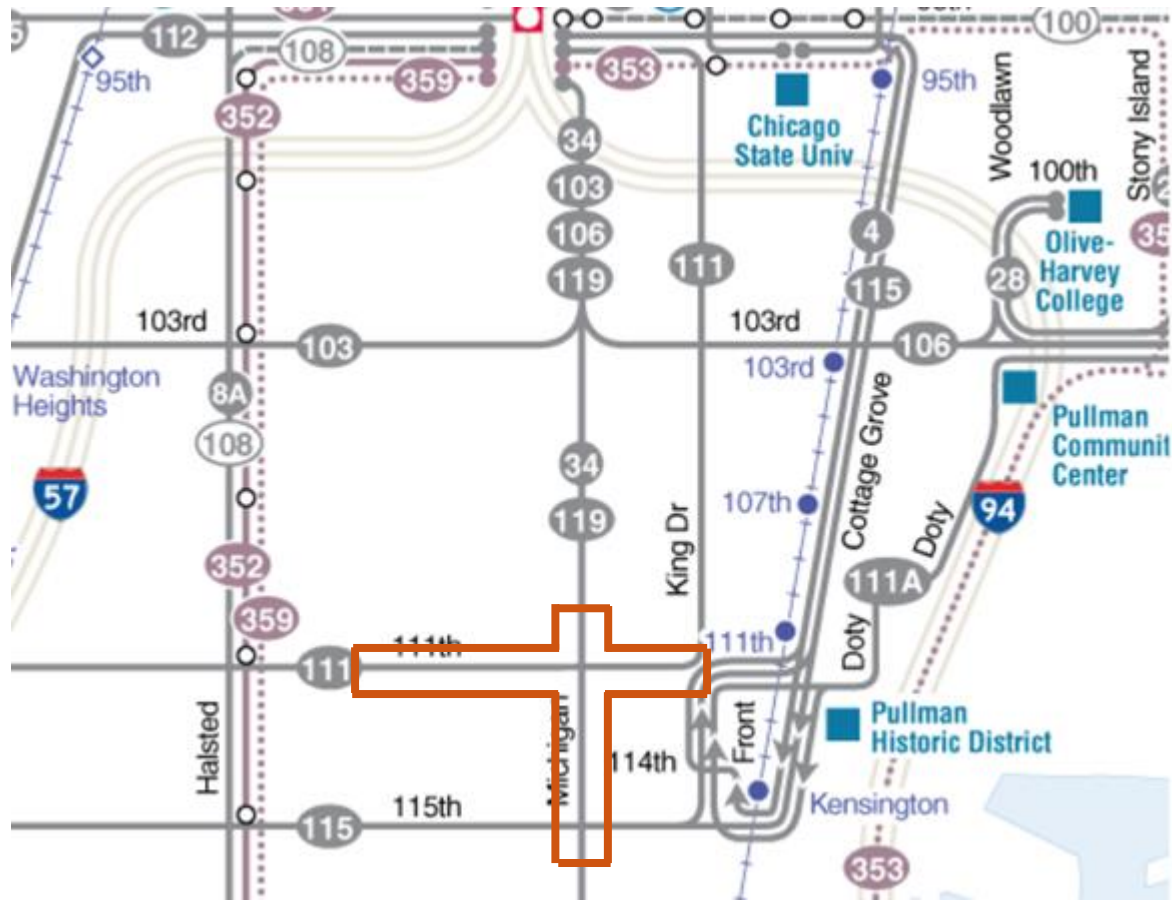 112
108
359
353
100
95th
95th
352
Chicago
State Univ
34
103
106
119
111
4
115
Woodlawn
Stony Island
100th
Olive-
Harvey
College
28
103rd
103
103rd
106
103rd
Washington
Heights
8A
108
57
34
119
King Dr
107th
Cottage Grove
Pullman
Communit
Center
94
Doty
111A
352
359
111th
111
111th
Doty
Halsted
Michigan
114th
Front
Pullman
Historic District
115th
115
Kensington
353